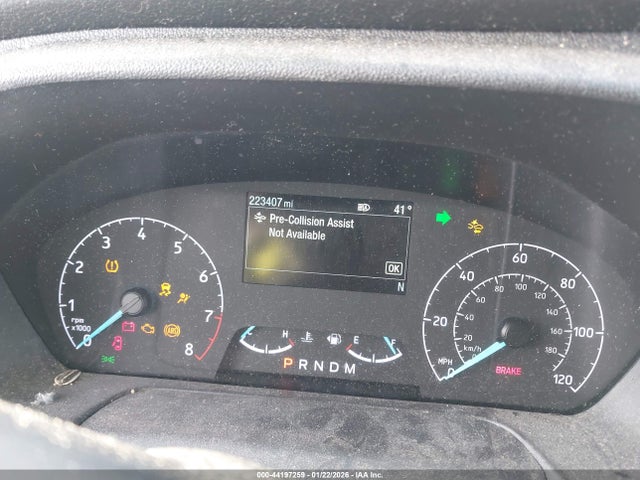 223407 mi 41°
Pre-Collision Assist
Not Available
OK
N
0 1 2 3 4 5 6 7 8
rpm
x1000
ABS
C H E F
P R N D M
0 20 40 60 80 100 120
20 40 60 80 100 120 140 160 180
MPH
km/h
BRAKE
000-44197259 - 01/22/2026 - IAA Inc.